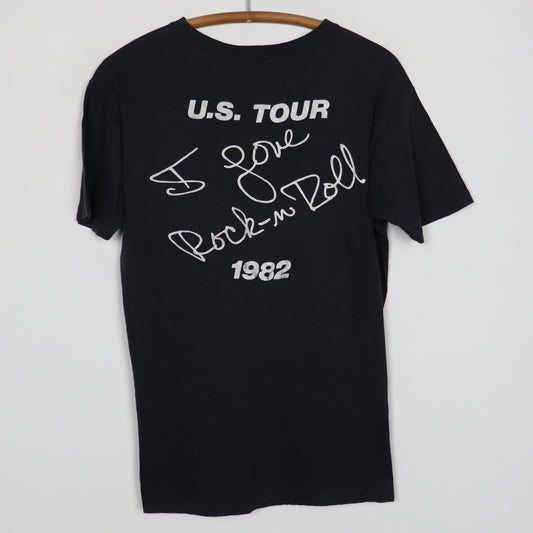 U.S. TOUR
I Love
Rock-n Roll
1982